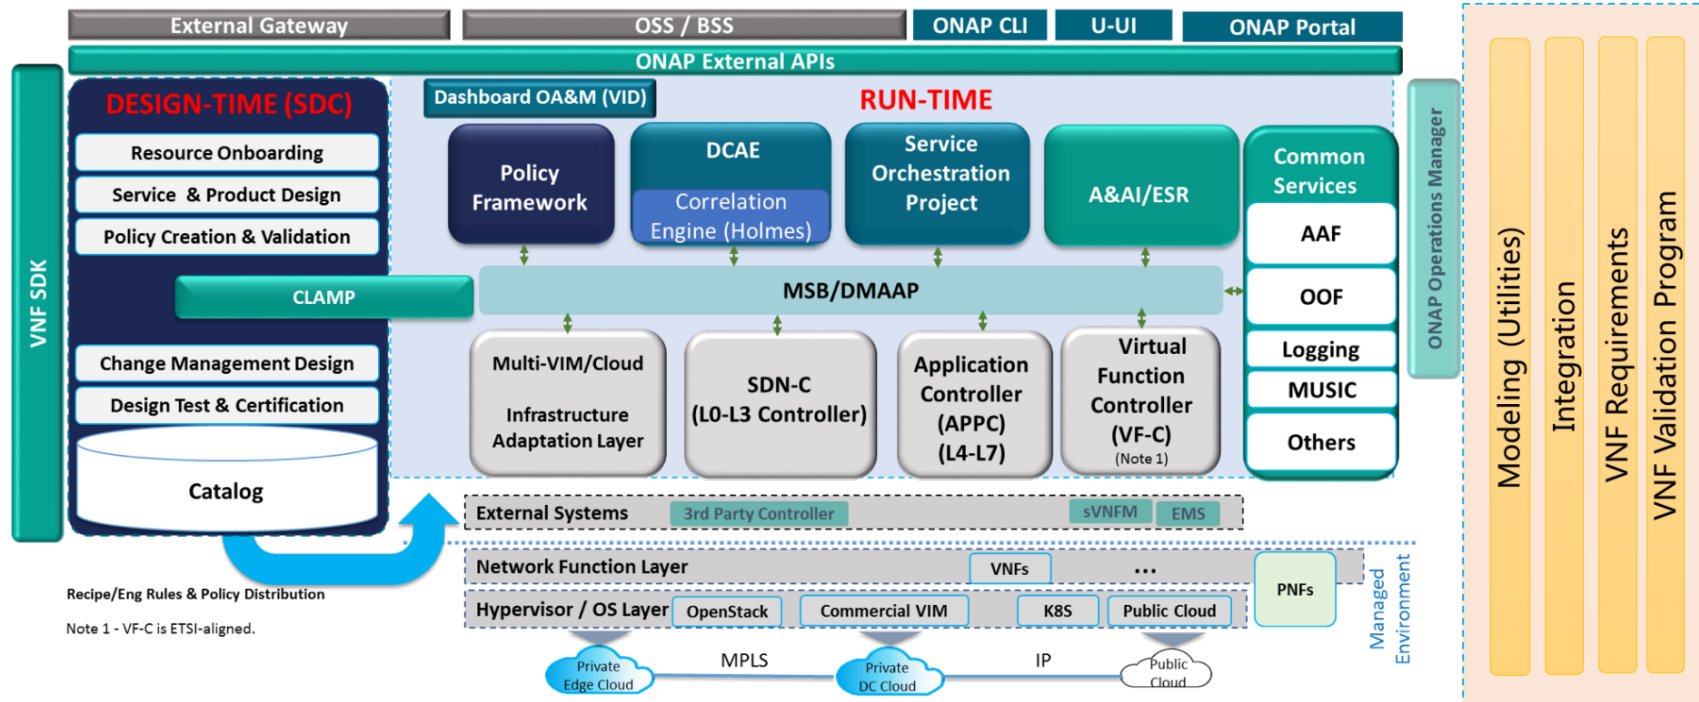 External Gateway
OSS / BSS
ONAP CLI
U-UI
ONAP Portal
ONAP External APIs
VNF SDK
DESIGN-TIME (SDC)
Resource Onboarding
Service & Product Design
Policy Creation & Validation
CLAMP
Change Management Design
Design Test & Certification
Catalog
Dashboard OA&M (VID)
RUN-TIME
Policy
Framework
DCAE
Correlation
Engine (Holmes)
Service
Orchestration
Project
A&AI/ESR
MSB/DMAAP
Multi-VIM/Cloud
Infrastructure
Adaptation Layer
SDN-C
(L0-L3 Controller)
Application
Controller
(APPC)
(L4-L7)
Virtual
Function
Controller
(VF-C)
(Note 1)
Common
Services
AAF
OOF
Logging
MUSIC
Others
ONAP Operations Manager
Modeling (Utilities)
Integration
VNF Requirements
VNF Validation Program
External Systems
3rd Party Controller
sVNFM
EMS
Network Function Layer
VNFs
...
PNFs
Hypervisor / OS Layer
OpenStack
Commercial VIM
K8S
Public Cloud
Managed
Environment
Private
Edge Cloud
MPLS
Private
DC Cloud
IP
Public
Cloud
Recipe/Eng Rules & Policy Distribution
Note 1 - VF-C is ETSI-aligned.